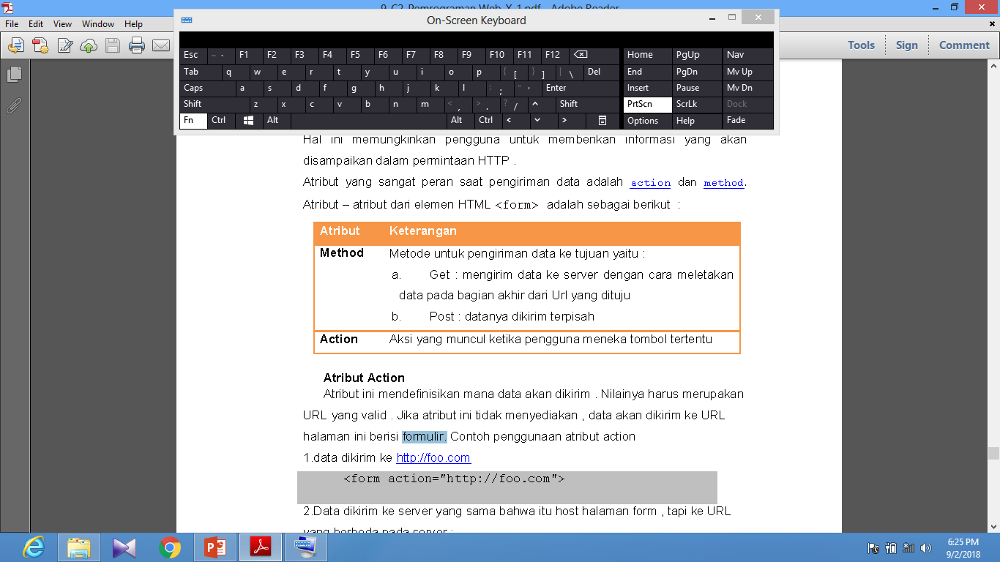 9_C2_Pemrograman Web_X_1.pdf - Adobe Reader
On-Screen Keyboard
File Edit View Window Help
Tools Sign Comment
Esc ~ ` F1 F2 F3 F4 F5 F6 F7 F8 F9 F10 F11 F12 Home PgUp Nav
Tab q w e r t y u i o p { [ } ] | \ Del End PgDn Mv Up
Caps a s d f g h j k l : ; " ' Enter Insert Pause Mv Dn
Shift z x c v b n m < , > . ? / Shift PrtScn ScrLk Dock
Fn Ctrl Alt Alt Ctrl Options Help Fade
Hal ini memungkinkan pengguna untuk memberikan informasi yang akan
disampaikan dalam permintaan HTTP .
Atribut yang sangat peran saat pengiriman data adalah action dan method.
Atribut – atribut dari elemen HTML <form> adalah sebagai berikut :
Atribut Keterangan
Method Metode untuk pengiriman data ke tujuan yaitu :
a. Get : mengirim data ke server dengan cara meletakan
data pada bagian akhir dari Url yang dituju
b. Post : datanya dikirim terpisah
Action Aksi yang muncul ketika pengguna meneka tombol tertentu
Atribut Action
Atribut ini mendefinisikan mana data akan dikirim . Nilainya harus merupakan
URL yang valid . Jika atribut ini tidak menyediakan , data akan dikirim ke URL
halaman ini berisi formulir. Contoh penggunaan atribut action
1.data dikirim ke http://foo.com
<form action="http://foo.com">
2.Data dikirim ke server yang sama bahwa itu host halaman form , tapi ke URL
yang berbeda pada server :
6:25 PM
9/2/2018